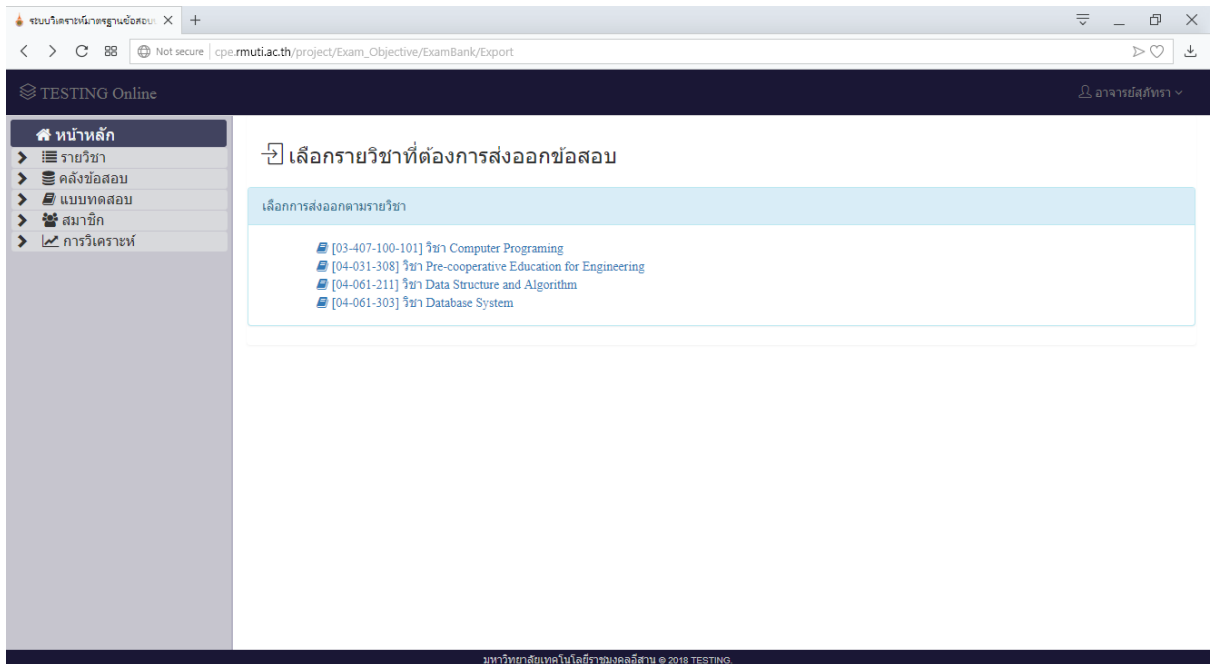 ระบบวิเคราะห์มาตรฐานข้อสอบ
Not secure cpe.rmuti.ac.th/project/Exam_Objective/ExamBank/Export
TESTING Online
อาจารย์สุภัทรา
หน้าหลัก
รายวิชา
คลังข้อสอบ
แบบทดสอบ
สมาชิก
การวิเคราะห์
เลือกรายวิชาที่ต้องการส่งออกข้อสอบ
เลือกการส่งออกตามรายวิชา
[03-407-100-101] วิชา Computer Programing
[04-031-308] วิชา Pre-cooperative Education for Engineering
[04-061-211] วิชา Data Structure and Algorithm
[04-061-303] วิชา Database System
มหาวิทยาลัยเทคโนโลยีราชมงคลอีสาน © 2018 TESTING.